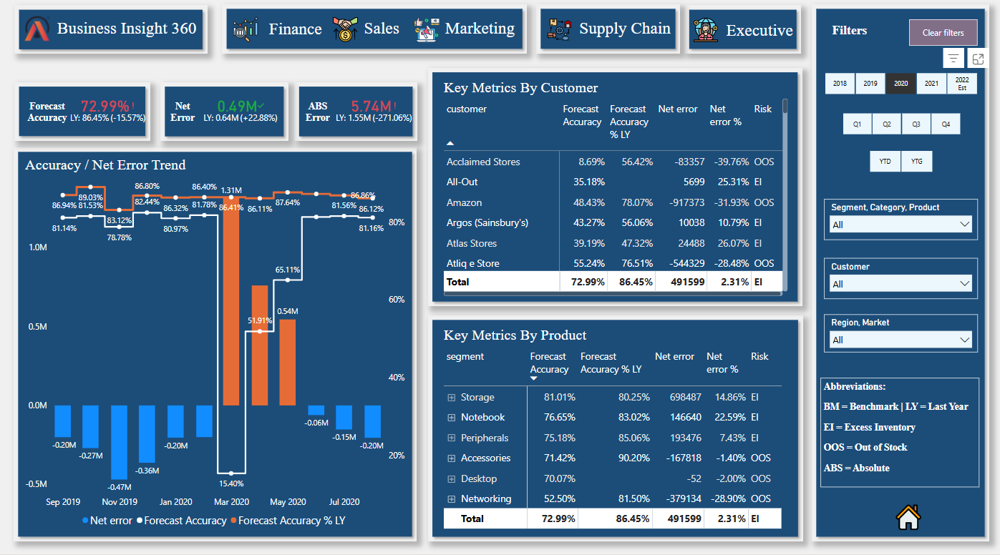 Business Insight 360
Finance
Sales
Marketing
Supply Chain
Executive
Filters
Clear filters
2018
2019
2020
2021
2022 Est
Q1
Q2
Q3
Q4
YTD
YTG
Segment, Category, Product
All
Customer
All
Region, Market
All
Abbreviations:
BM = Benchmark | LY = Last Year
EI = Excess Inventory
OOS = Out of Stock
ABS = Absolute
Forecast Accuracy
72.99%!
LY: 86.45% (-15.57%)
Net Error
0.49M✓
LY: 0.64M (+22.88%)
ABS Error
5.74M!
LY: 1.55M (-271.06%)
Accuracy / Net Error Trend
86.94%
89.03%
83.12%
86.80%
86.32%
86.40%
86.41%
86.11%
87.64%
86.86%
86.12%
81.14%
81.53%
78.78%
82.44%
80.97%
81.78%
15.40%
51.91%
65.11%
81.56%
81.16%
1.31M
0.54M
-0.20M
-0.27M
-0.47M
-0.36M
-0.20M
-0.06M
-0.15M
-0.20M
1.0M
0.5M
0.0M
-0.5M
80%
60%
40%
20%
Sep 2019
Nov 2019
Jan 2020
Mar 2020
May 2020
Jul 2020
Net error
Forecast Accuracy
Forecast Accuracy % LY
Key Metrics By Customer
customer Forecast Accuracy Forecast Accuracy % LY Net error Net error % Risk
Acclaimed Stores 8.69% 56.42% -83357 -39.76% OOS
All-Out 35.18% 5699 25.31% EI
Amazon 48.43% 78.07% -917373 -31.93% OOS
Argos (Sainsbury's) 43.27% 56.06% 10038 10.79% EI
Atlas Stores 39.19% 47.32% 24488 26.07% EI
Atliq e Store 55.24% 76.51% -544329 -28.48% OOS
Total 72.99% 86.45% 491599 2.31% EI
Key Metrics By Product
segment Forecast Accuracy Forecast Accuracy % LY Net error Net error % Risk
Storage 81.01% 80.25% 698487 14.86% EI
Notebook 76.65% 83.02% 146640 22.59% EI
Peripherals 75.18% 85.06% 193476 7.43% EI
Accessories 71.42% 90.20% -167818 -1.40% OOS
Desktop 70.07% -52 -2.00% OOS
Networking 52.50% 81.50% -379134 -28.90% OOS
Total 72.99% 86.45% 491599 2.31% EI